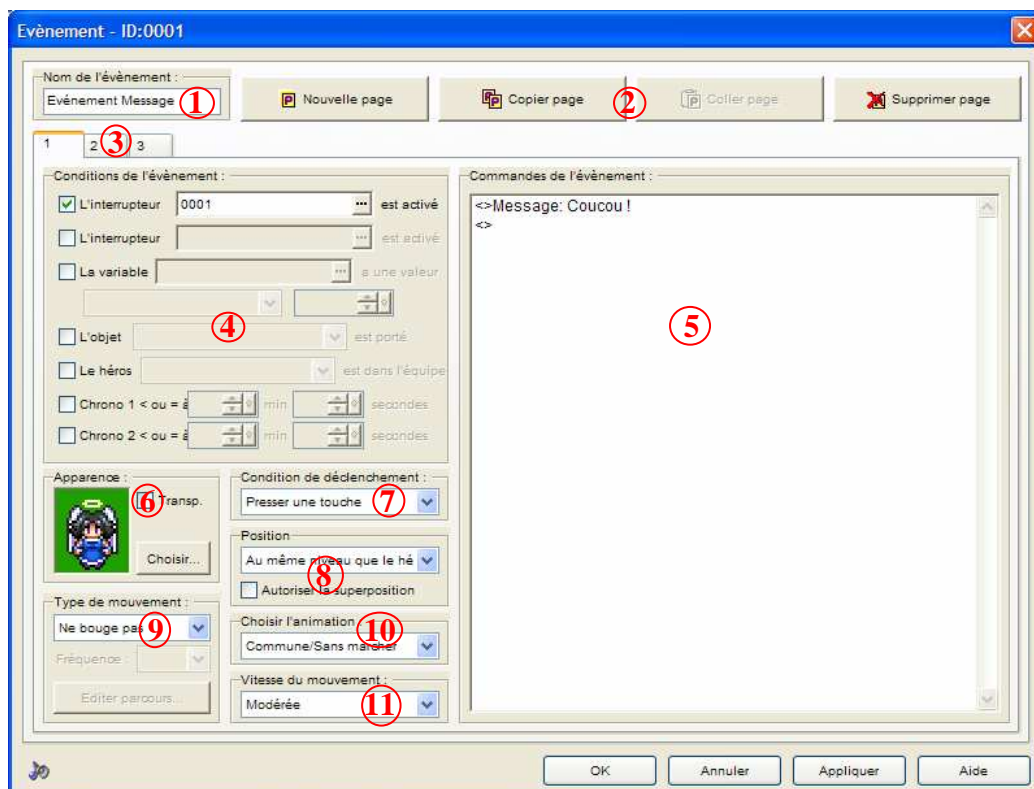 Evènement - ID:0001
Nom de l'évènement :
Evénement Message 1
Nouvelle page
Copier page
2
Coller page
Supprimer page
1
2
3
3
Conditions de l'évènement :
L'interrupteur 0001 ... est activé
L'interrupteur ... est activé
La variable ... a une valeur
L'objet est porté
4
Le héros est dans l'équipe
Chrono 1 < ou = à min secondes
Chrono 2 < ou = à min secondes
Commandes de l'évènement :
<>Message: Coucou !
<>
5
Apparence :
6
Transp.
Choisir...
Condition de déclenchement :
Presser une touche 7
Position
Au même niveau que le hé
8
Autoriser la superposition
Type de mouvement :
Ne bouge pas 9
Fréquence :
Editer parcours...
Choisir l'animation :
10
Commune/Sans marcher
Vitesse du mouvement :
Modérée 11
OK
Annuler
Appliquer
Aide